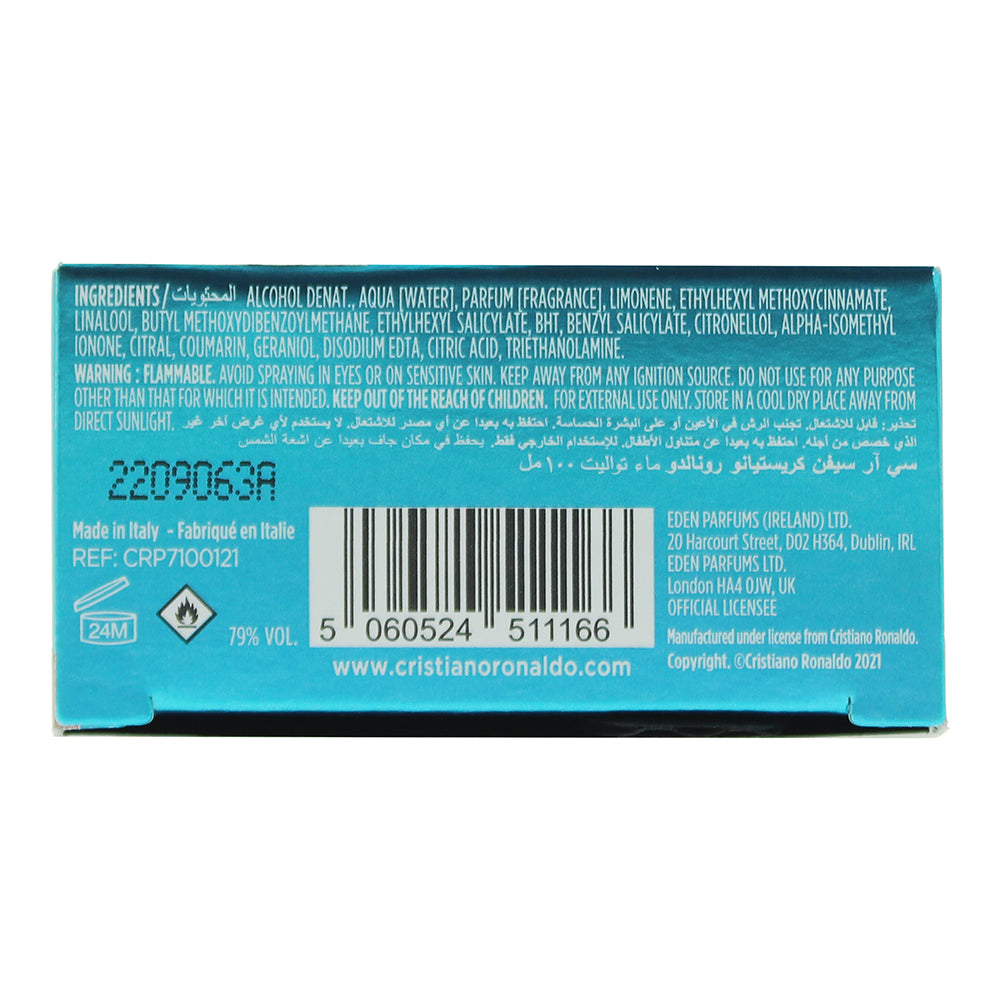 INGREDIENTS/المحتويات ALCOHOL DENAT., AQUA [WATER], PARFUM [FRAGRANCE], LIMONENE, ETHYLHEXYL METHOXYCINNAMATE,
LINALOOL, BUTYL METHOXYDIBENZOYLMETHANE, ETHYLHEXYL SALICYLATE, BHT, BENZYL SALICYLATE, CITRONELLOL, ALPHA-ISOMETHYL
IONONE, CITRAL, COUMARIN, GERANIOL, DISODIUM EDTA, CITRIC ACID, TRIETHANOLAMINE.
WARNING : FLAMMABLE. AVOID SPRAYING IN EYES OR ON SENSITIVE SKIN. KEEP AWAY FROM ANY IGNITION SOURCE. DO NOT USE FOR ANY PURPOSE
OTHER THAN THAT FOR WHICH IT IS INTENDED. KEEP OUT OF THE REACH OF CHILDREN. FOR EXTERNAL USE ONLY. STORE IN A COOL DRY PLACE AWAY FROM
DIRECT SUNLIGHT. تحذير: قابل للاشتعال. تجنب الرش في الأعين أو على البشرة الحساسة. احتفظ به بعيدا عن أي مصدر للاشتعال. لا يستخدم لأي غرض آخر غير
الذي خصص من أجله. احتفظ به بعيدا عن متناول الأطفال. للإستخدام الخارجي فقط. يحفظ في مكان جاف بعيدا عن اشعة الشمس
سي آر سيفن كريستيانو رونالدو ماء تواليت ١٠٠ مل
2209063A
Made in Italy - Fabriqué en Italie
REF: CRP7100121
24M
79% VOL.
5 060524 511166
www.cristianoronaldo.com
EDEN PARFUMS (IRELAND) LTD.
20 Harcourt Street, D02 H364, Dublin, IRL
EDEN PARFUMS LTD.
London HA4 0JW, UK
OFFICIAL LICENSEE
Manufactured under license from Cristiano Ronaldo.
Copyright. ©Cristiano Ronaldo 2021